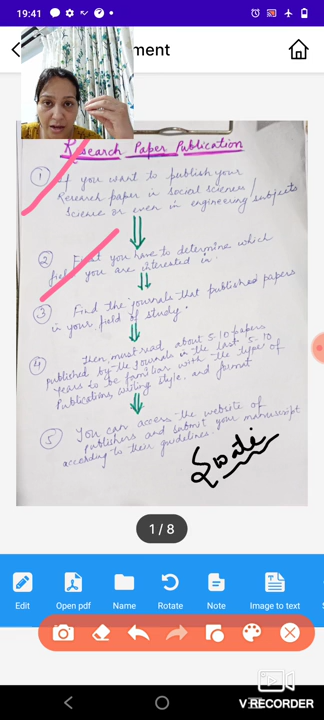 19:41
ment
Research Paper Publication
① If you want to publish your
Research paper in social sciences/
Science or even in engineering subjects
② First you have to determine which
field you are interested in.
③ Find the journals that published papers
in your field of study.
④ Then must read about 5-10 papers
published by the Journals in the last 5-10
years to be familiar with the type of
Publications, writing style, and format
⑤ You can access the website of
publishers and submit your manuscript
according to their guidelines.
Swati
1 / 8
Edit Open pdf Name Rotate Note Image to text
V RECORDER